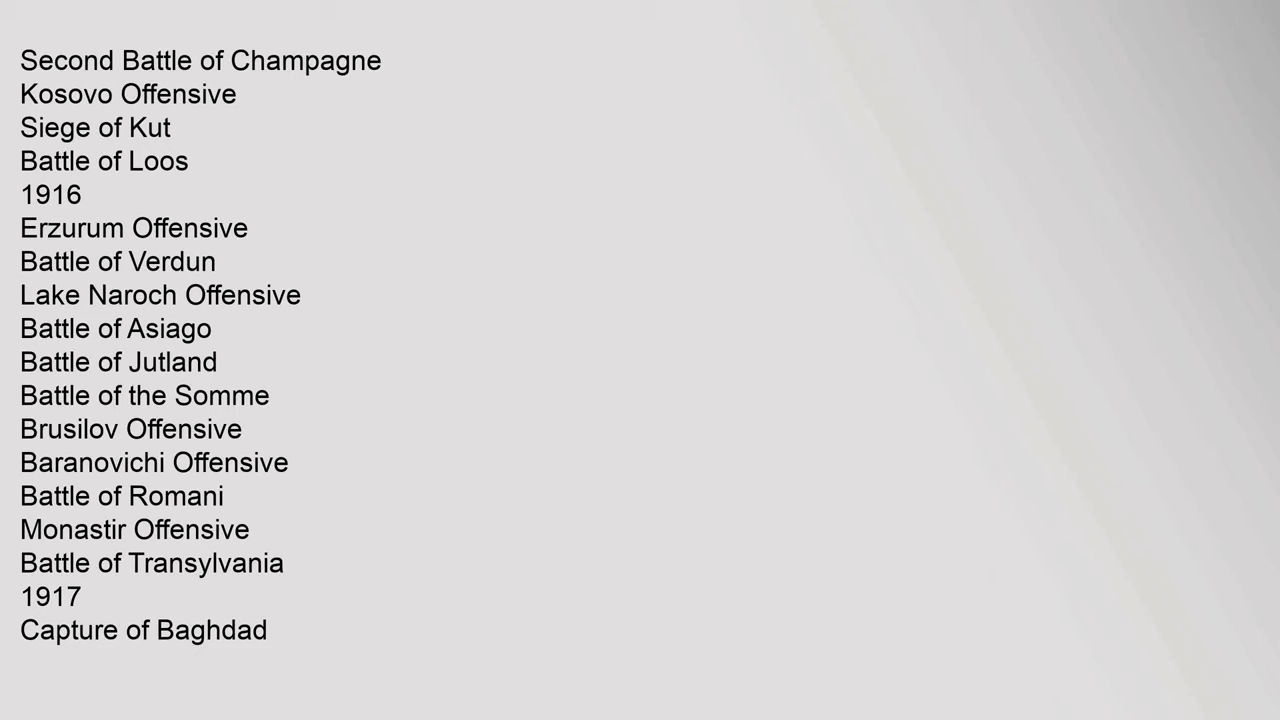 Second Battle of Champagne
Kosovo Offensive
Siege of Kut
Battle of Loos
1916
Erzurum Offensive
Battle of Verdun
Lake Naroch Offensive
Battle of Asiago
Battle of Jutland
Battle of the Somme
Brusilov Offensive
Baranovichi Offensive
Battle of Romani
Monastir Offensive
Battle of Transylvania
1917
Capture of Baghdad